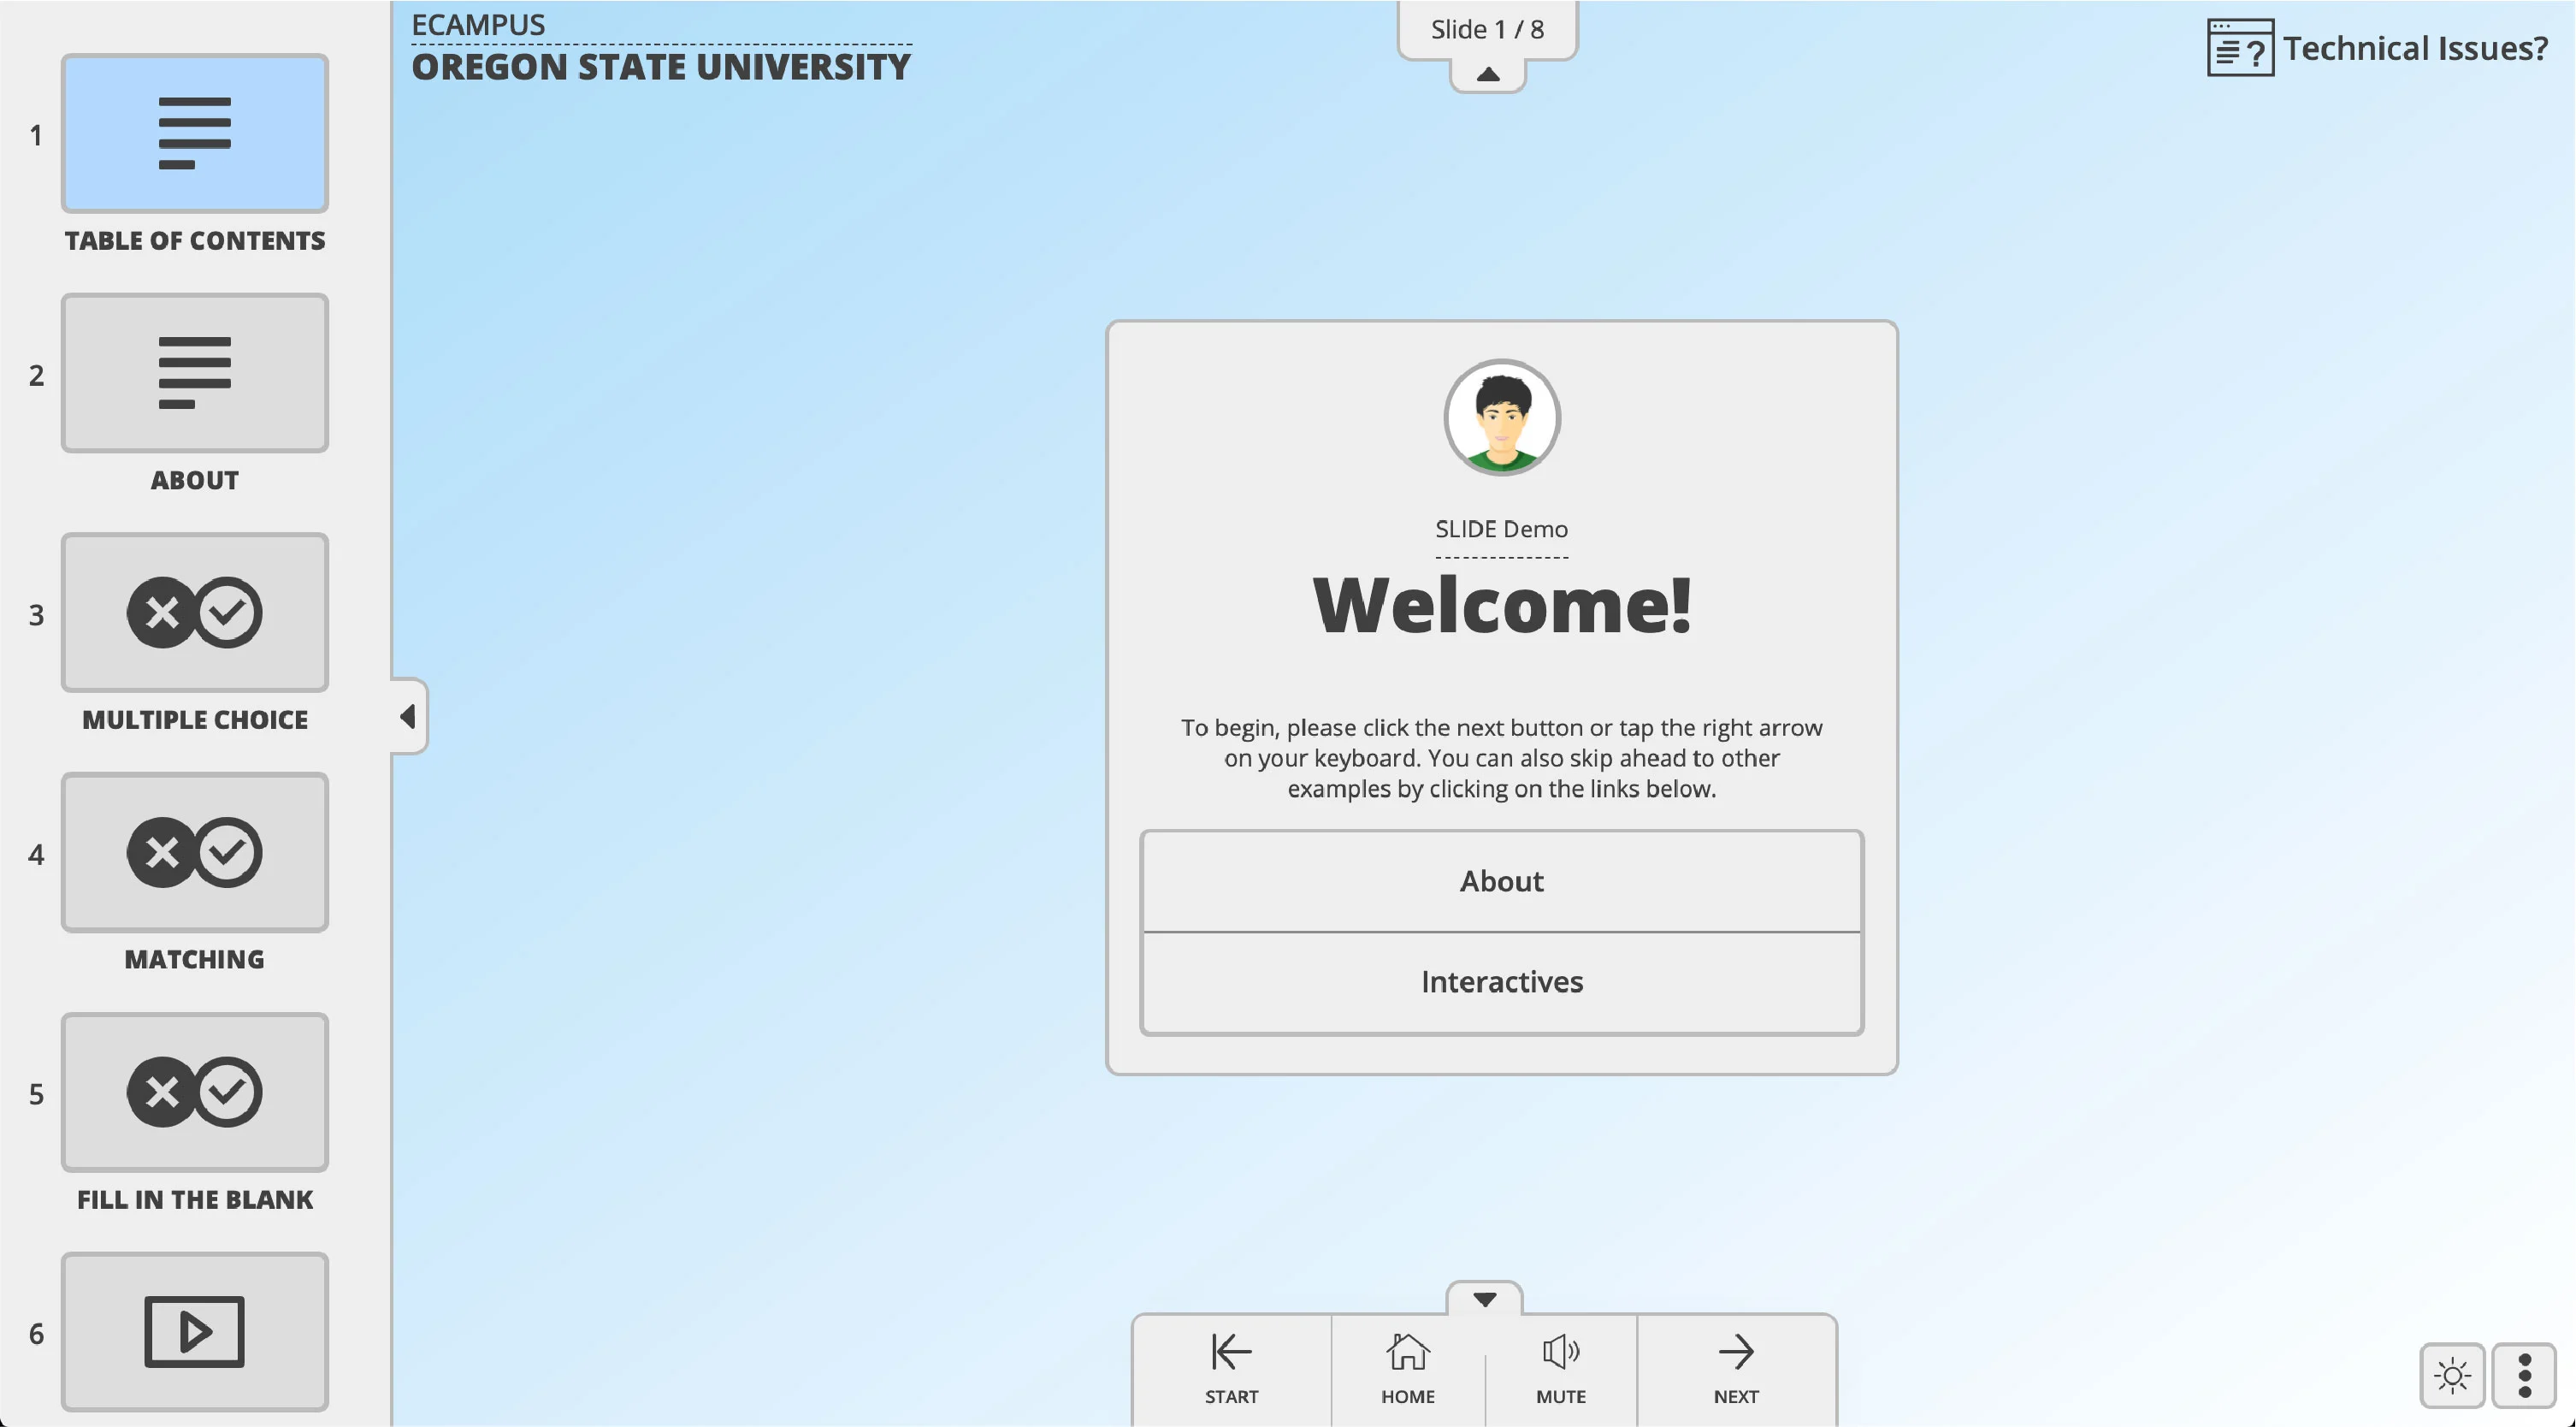 ECAMPUS
OREGON STATE UNIVERSITY
Slide 1 / 8
Technical Issues?
1
TABLE OF CONTENTS
2
ABOUT
3
MULTIPLE CHOICE
4
MATCHING
5
FILL IN THE BLANK
6
SLIDE Demo
Welcome!
To begin, please click the next button or tap the right arrow
on your keyboard. You can also skip ahead to other
examples by clicking on the links below.
About
Interactives
START
HOME
MUTE
NEXT